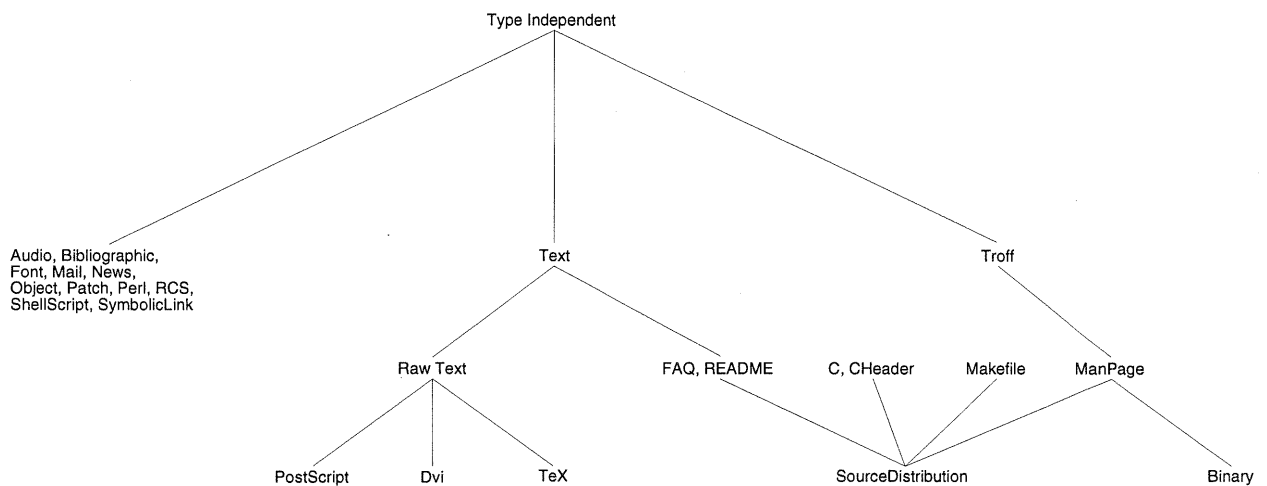 Type Independent
Audio, Bibliographic,
Font, Mail, News,
Object, Patch, Perl, RCS,
ShellScript, SymbolicLink
Text
Troff
Raw Text
FAQ, README
C, CHeader
Makefile
ManPage
PostScript
Dvi
TeX
SourceDistribution
Binary